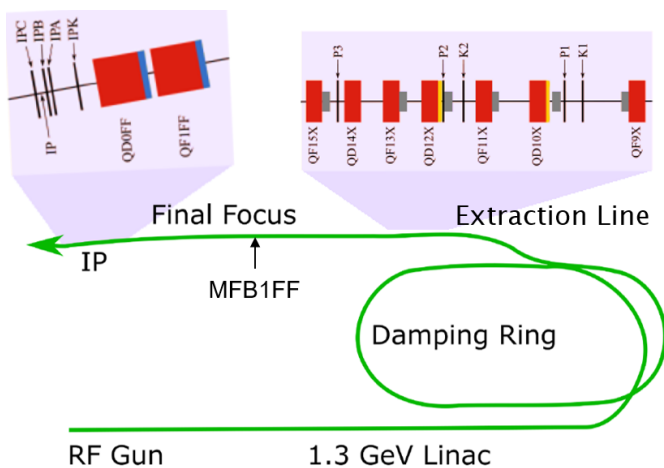 IPC
IPB
IPA
IPK
IP
QD0FF
QF1FF
P3
P2
K2
P1
K1
QF15X
QD14X
QF13X
QD12X
QF11X
QD10X
QF9X
Final Focus
Extraction Line
IP
MFB1FF
Damping Ring
RF Gun
1.3 GeV Linac